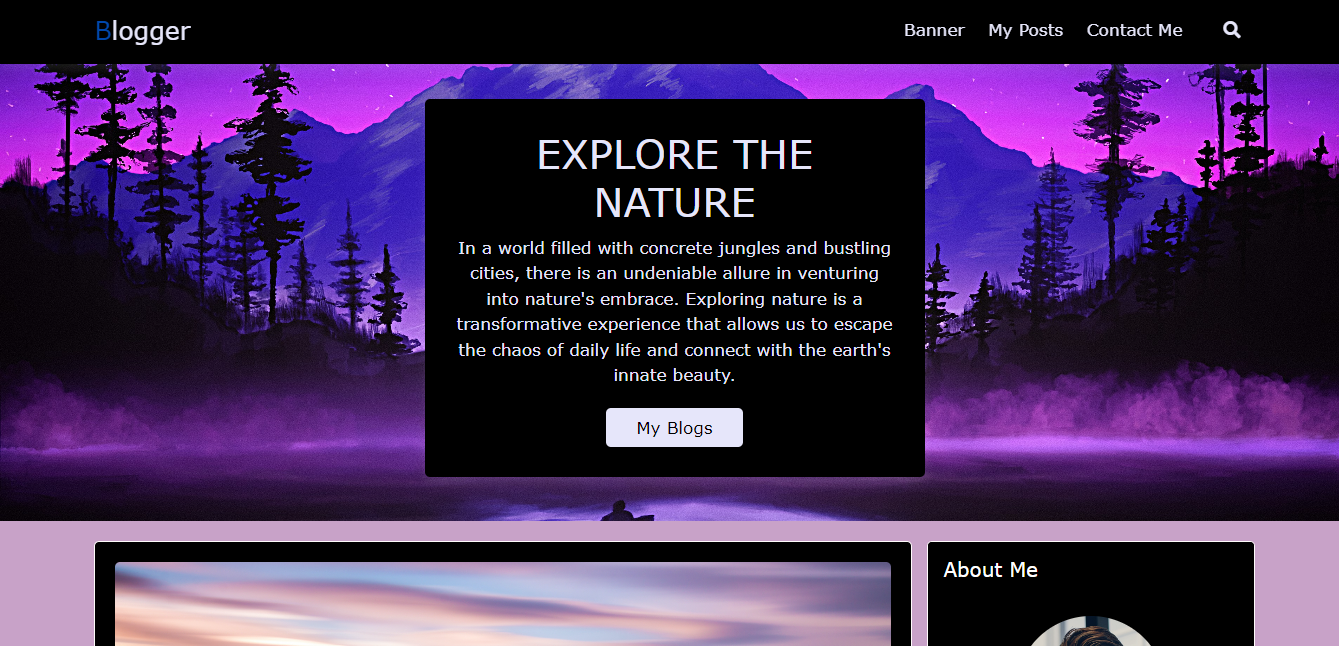 Blogger
Banner My Posts Contact Me
EXPLORE THE
NATURE
In a world filled with concrete jungles and bustling
cities, there is an undeniable allure in venturing
into nature's embrace. Exploring nature is a
transformative experience that allows us to escape
the chaos of daily life and connect with the earth's
innate beauty.
My Blogs
About Me